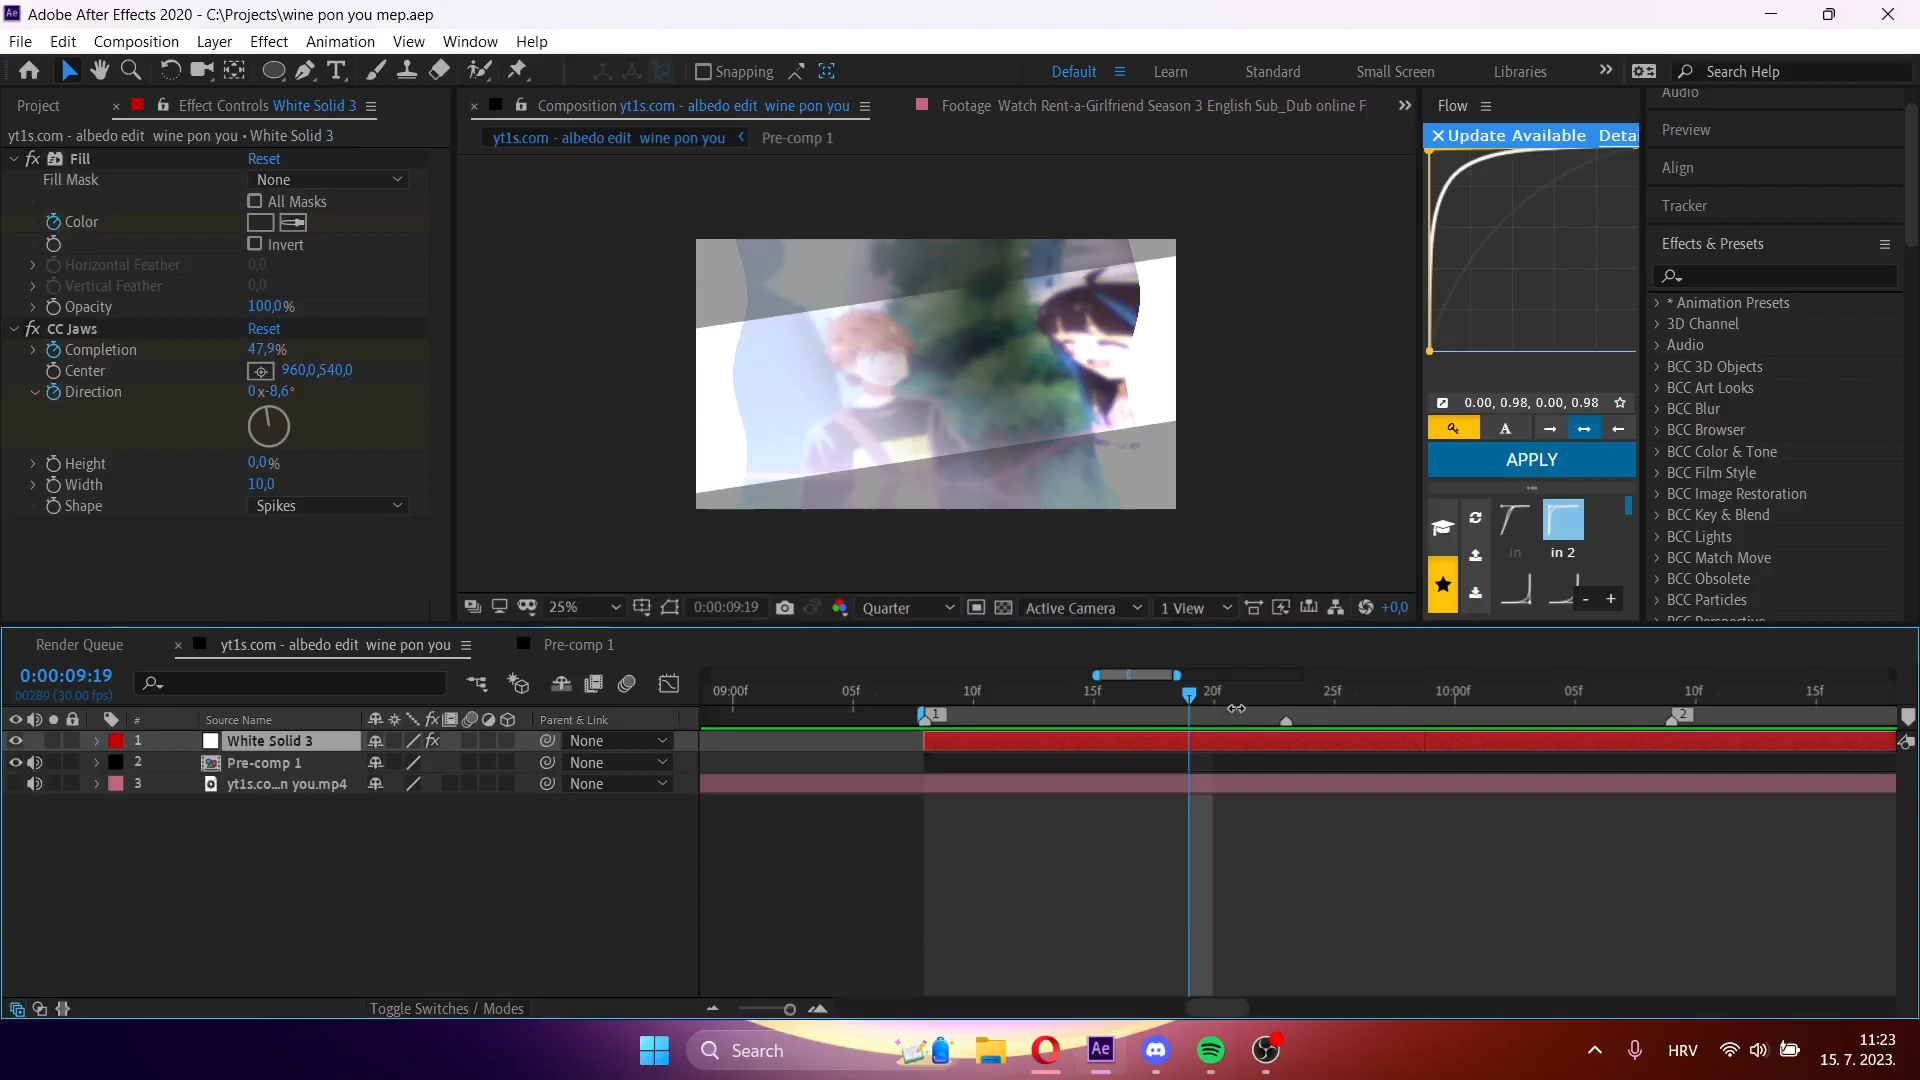 Adobe After Effects 2020 - C:\Projects\wine pon you mep.aep
File Edit Composition Layer Effect Animation View Window Help
Snapping Default Learn Standard Small Screen Libraries Search Help
Project Effect Controls White Solid 3
yt1s.com - albedo edit wine pon you • White Solid 3
fx Fill Reset
Fill Mask None
All Masks
Color
Invert
Horizontal Feather 0,0
Vertical Feather 0,0
Opacity 100,0%
fx CC Jaws Reset
Completion 47,9%
Center 960,0,540,0
Direction 0x-8,6°
Height 0,0%
Width 10,0
Shape Spikes
Composition yt1s.com - albedo edit wine pon you
Footage Watch Rent-a-Girlfriend Season 3 English Sub_Dub online F
yt1s.com - albedo edit wine pon you Pre-comp 1
25% 0:00:09:19 Quarter Active Camera 1 View +0,0
Flow
Update Available Detai
0.00, 0.98, 0.00, 0.98
A
APPLY
in in 2
- +
Audio
Preview
Align
Tracker
Effects & Presets
* Animation Presets
3D Channel
Audio
BCC 3D Objects
BCC Art Looks
BCC Blur
BCC Browser
BCC Color & Tone
BCC Film Style
BCC Image Restoration
BCC Key & Blend
BCC Lights
BCC Match Move
BCC Obsolete
BCC Particles
BCC Perspective
Render Queue yt1s.com - albedo edit wine pon you Pre-comp 1
0:00:09:19
00289 (30.00 fps)
09:00f 05f 10f 15f 20f 25f 10:00f 05f 10f 15f
# Source Name fx Parent & Link
1 2
1 White Solid 3 fx None
2 Pre-comp 1 None
3 yt1s.co...n you.mp4 None
Toggle Switches / Modes
Search Ae HRV
11:23
15. 7. 2023.